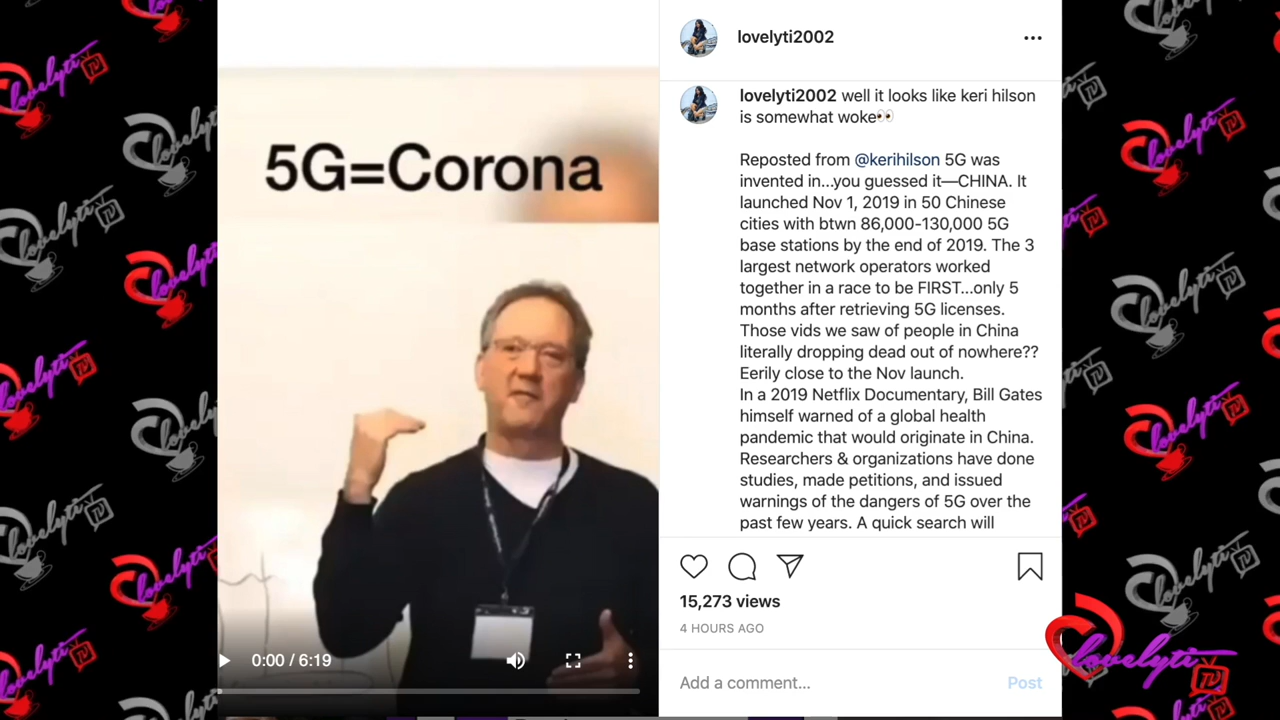 5G=Corona
0:00 / 6:19
lovelyti2002
lovelyti2002 well it looks like keri hilson
is somewhat woke👀
Reposted from @kerihilson 5G was
invented in...you guessed it—CHINA. It
launched Nov 1, 2019 in 50 Chinese
cities with btwn 86,000-130,000 5G
base stations by the end of 2019. The 3
largest network operators worked
together in a race to be FIRST...only 5
months after retrieving 5G licenses.
Those vids we saw of people in China
literally dropping dead out of nowhere??
Eerily close to the Nov launch.
In a 2019 Netflix Documentary, Bill Gates
himself warned of a global health
pandemic that would originate in China.
Researchers & organizations have done
studies, made petitions, and issued
warnings of the dangers of 5G over the
past few years. A quick search will
15,273 views
4 HOURS AGO
Add a comment...
Post
Lovelyti TV